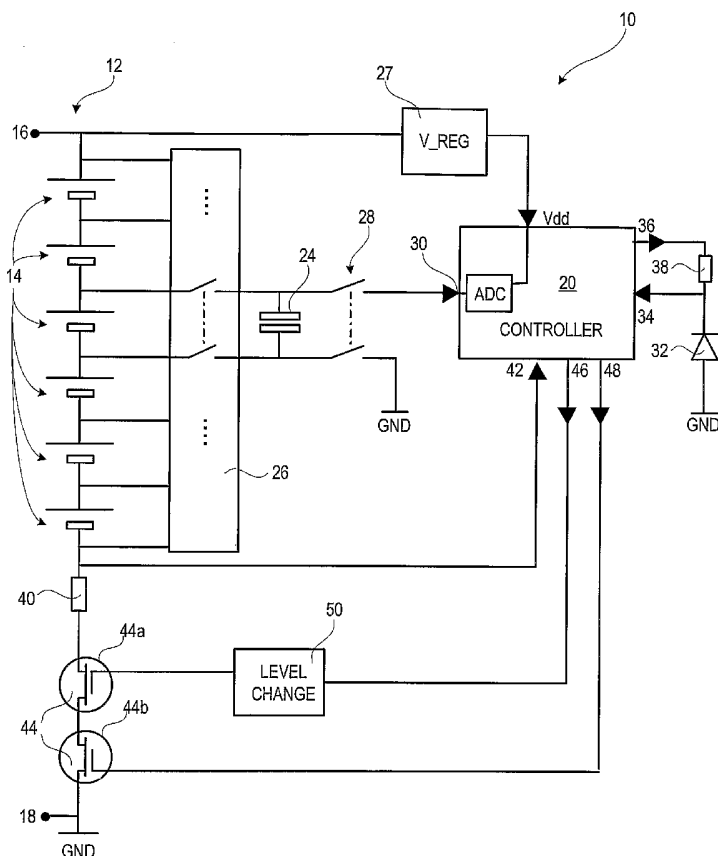 10
12
27
16
V_REG
Vdd
36
28
24
30
20
38
14
ADC
CONTROLLER
34
32
42
46
48
GND
GND
26
40
44a
50
LEVEL
CHANGE
44b
44
18
GND